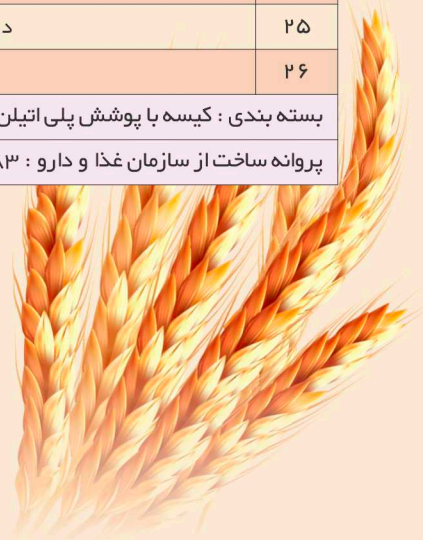 ۲۵
۲۶
بسته بندی : کیسه با پوشش پلی اتیلن
پروانه ساخت از سازمان غذا و دارو :